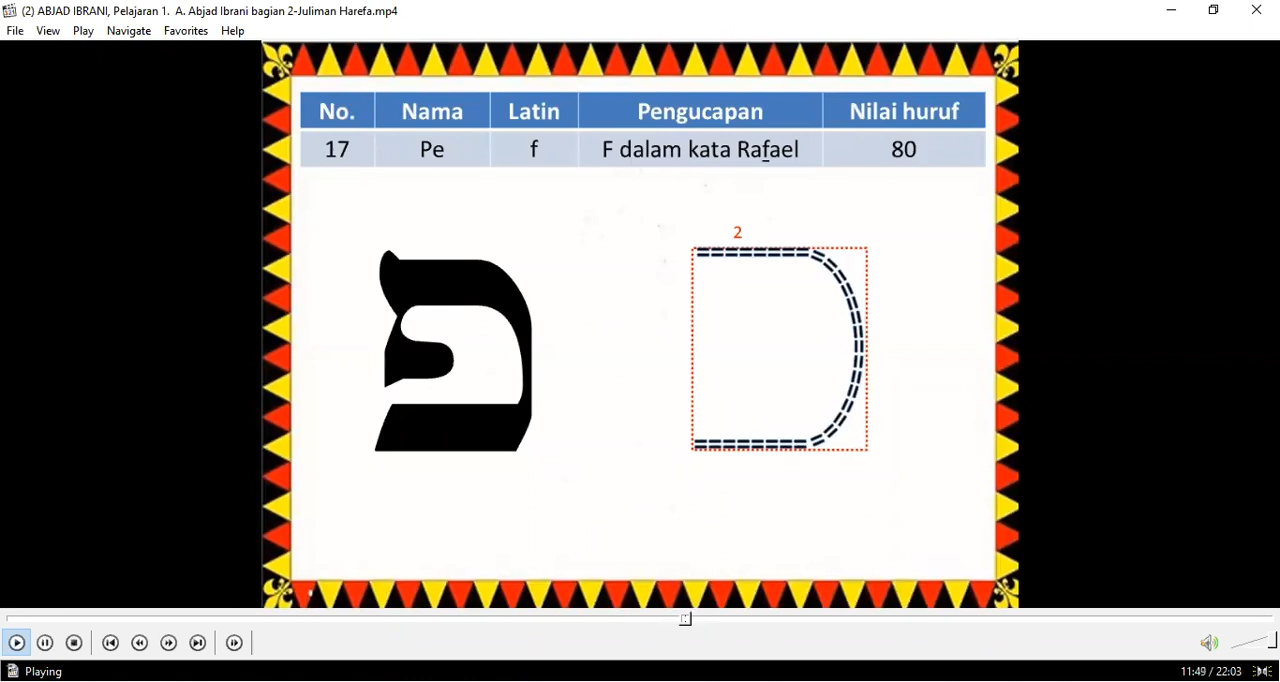 (2) ABJAD IBRANI, Pelajaran 1.  A. Abjad Ibrani bagian 2-Juliman Harefa.mp4
File View Play Navigate Favorites Help
No. Nama Latin Pengucapan Nilai huruf
17 Pe f F dalam kata Rafael 80
2
פ
Playing 11:49 / 22:03